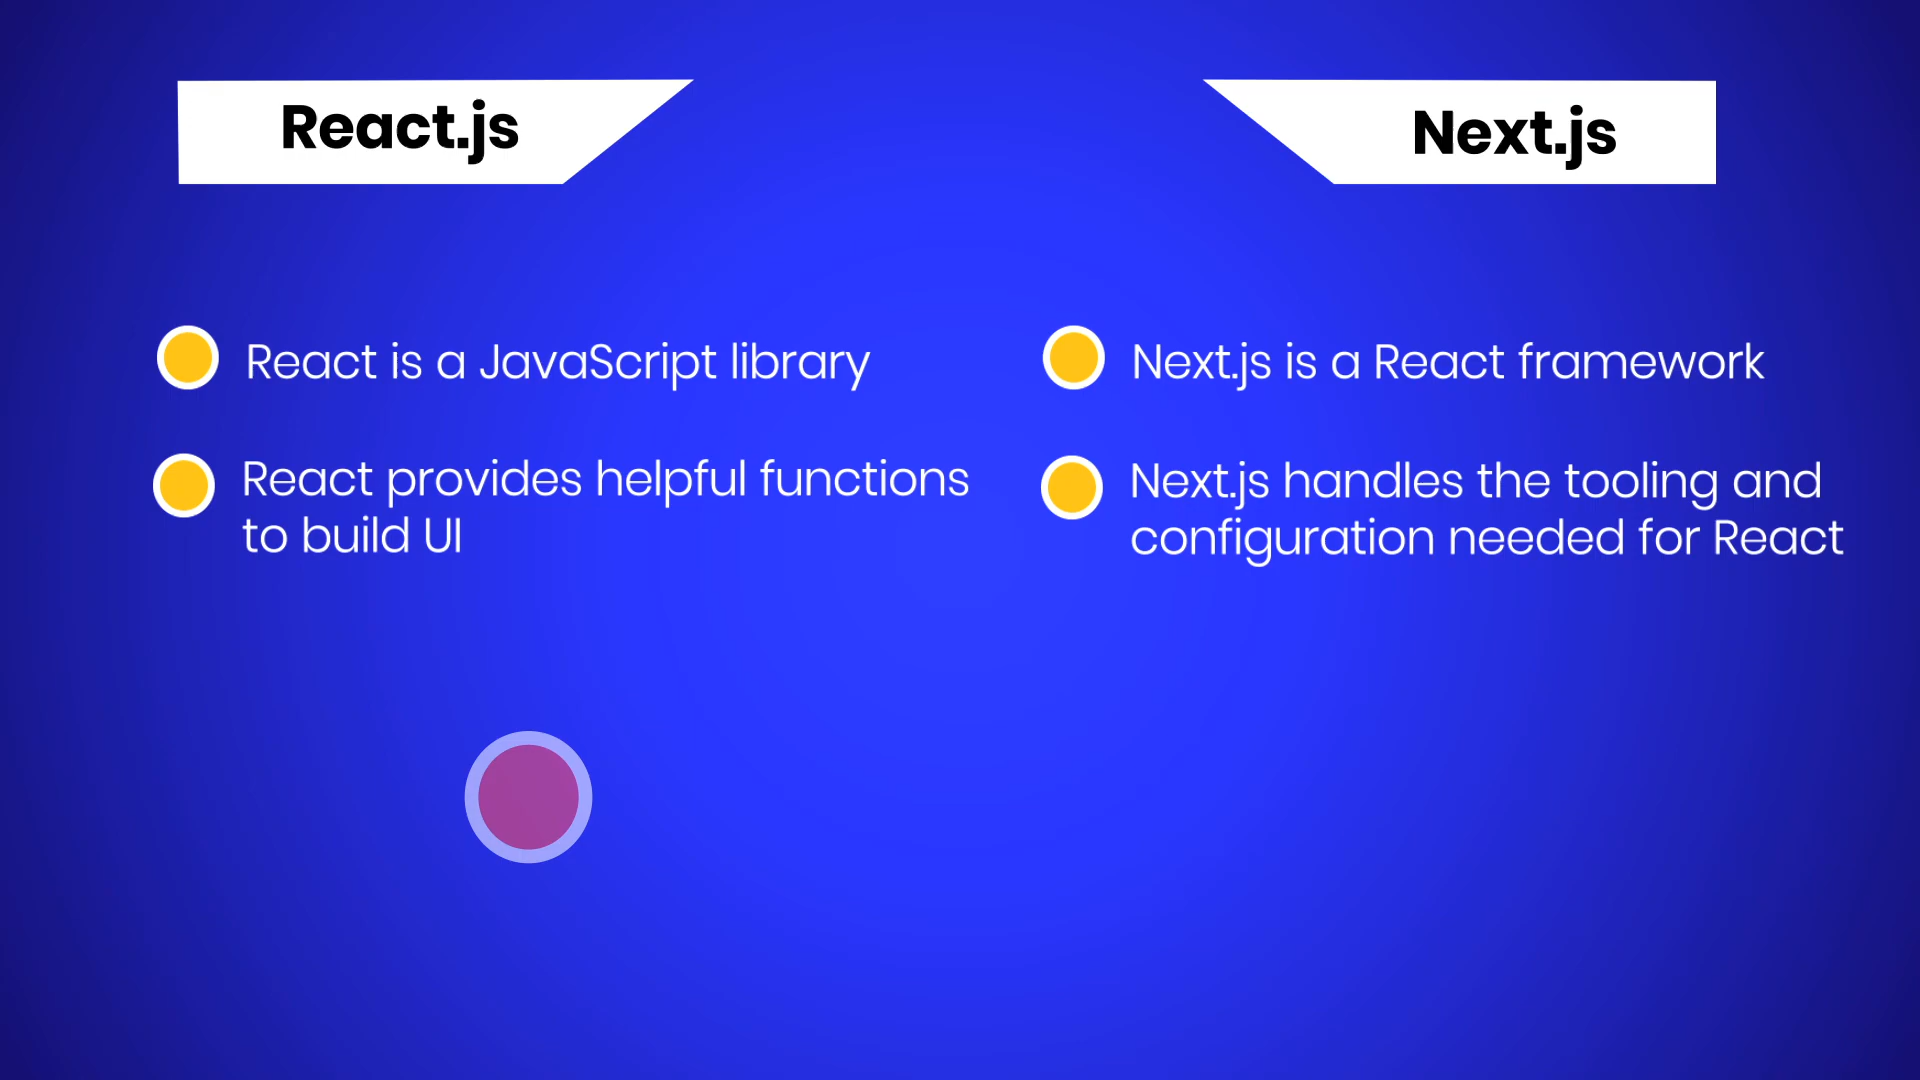 React.js
Next.js
React is a JavaScript library
React provides helpful functions
to build UI
Next.js is a React framework
Next.js handles the tooling and
configuration needed for React